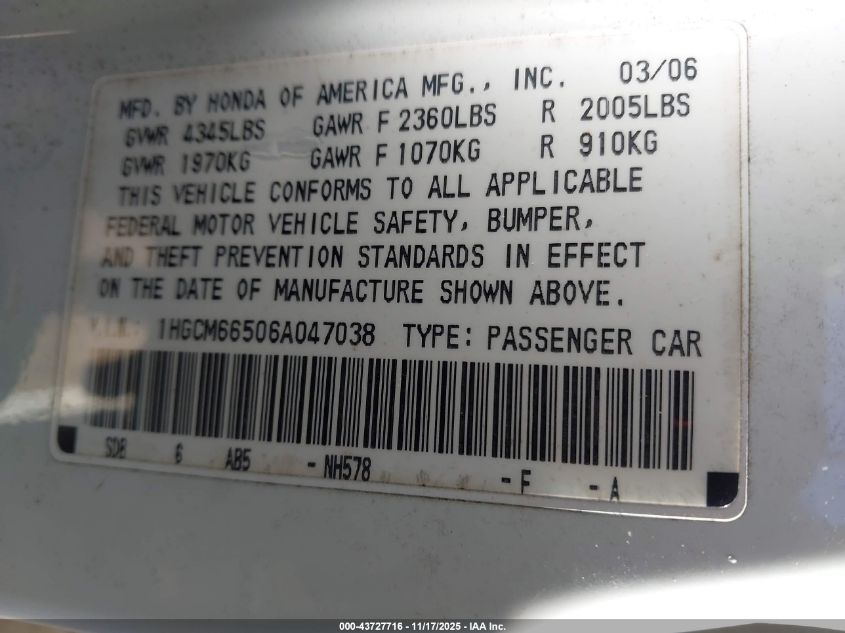 MFD. BY HONDA OF AMERICA MFG., INC. 03/06
GVWR 4345LBS GAWR F 2360LBS R 2005LBS
GVWR 1970KG GAWR F 1070KG R 910KG
THIS VEHICLE CONFORMS TO ALL APPLICABLE
FEDERAL MOTOR VEHICLE SAFETY, BUMPER,
AND THEFT PREVENTION STANDARDS IN EFFECT
ON THE DATE OF MANUFACTURE SHOWN ABOVE.
V.I.N. 1HGCM66506A047038 TYPE: PASSENGER CAR
6 AB5 - NH578 - F - A
000-43727716 - 11/17/2025 - IAA Inc.